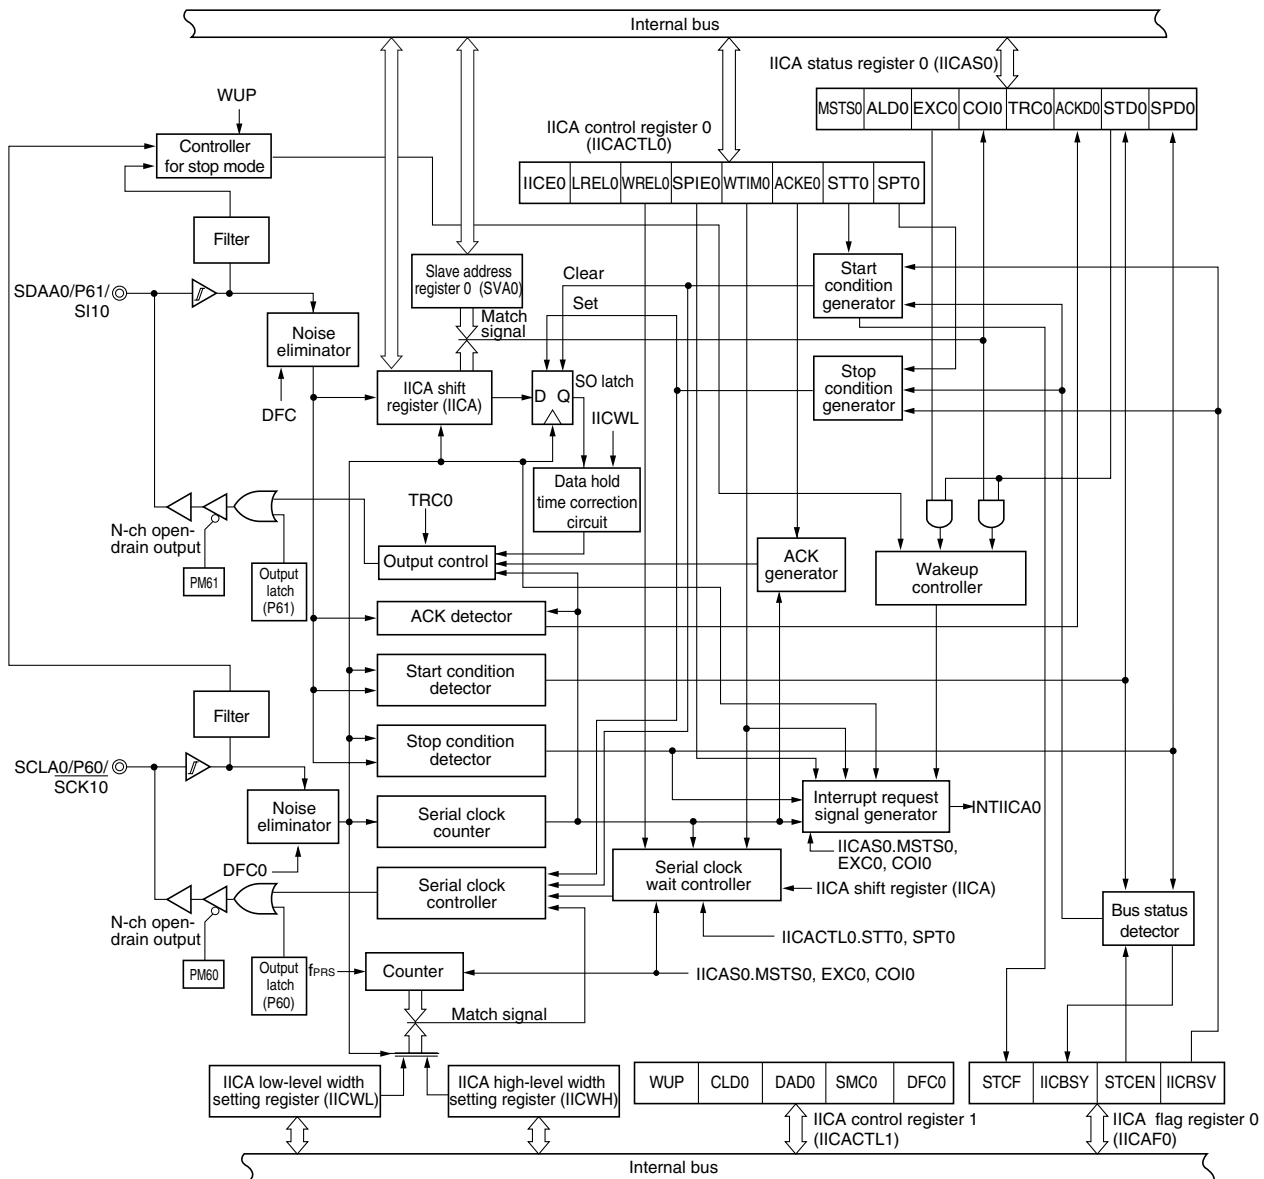 Internal bus
IICA status register 0 (IICAS0)
MSTS0 ALD0 EXC0 COI0 TRC0 ACKD0 STD0 SPD0
WUP
IICA control register 0
(IICACTL0)
Controller
for stop mode
IICE0 LREL0 WREL0 SPIE0 WTIM0 ACKE0 STT0 SPT0
Filter
SDAA0/P61/
SI10
Slave address
register 0 (SVA0)
Clear
Start
condition
generator
Set
Match
signal
Noise
eliminator
DFC
IICA shift
register (IICA)
D Q
SO latch
IICWL
Stop
condition
generator
Data hold
time correction
circuit
TRC0
N-ch open-
drain output
PM61
Output
latch
(P61)
Output control
ACK
generator
Wakeup
controller
ACK detector
Start condition
detector
Filter
Stop condition
detector
SCLA0/P60/
SCK10
Noise
eliminator
DFC0
Serial clock
counter
Interrupt request
signal generator
INTIICA0
IICAS0.MSTS0,
EXC0, COI0
Serial clock
wait controller
IICA shift register (IICA)
Serial clock
controller
N-ch open-
drain output
PM60
Output
latch
(P60)
IICACTL0.STT0, SPT0
Bus status
detector
fPRS
Counter
IICAS0.MSTS0, EXC0, COI0
Match signal
IICA low-level width
setting register (IICWL)
IICA high-level width
setting register (IICWH)
WUP CLD0 DAD0 SMC0 DFC0
STCF IICBSY STCEN IICRSV
IICA control register 1
(IICACTL1)
IICA flag register 0
(IICAF0)
Internal bus